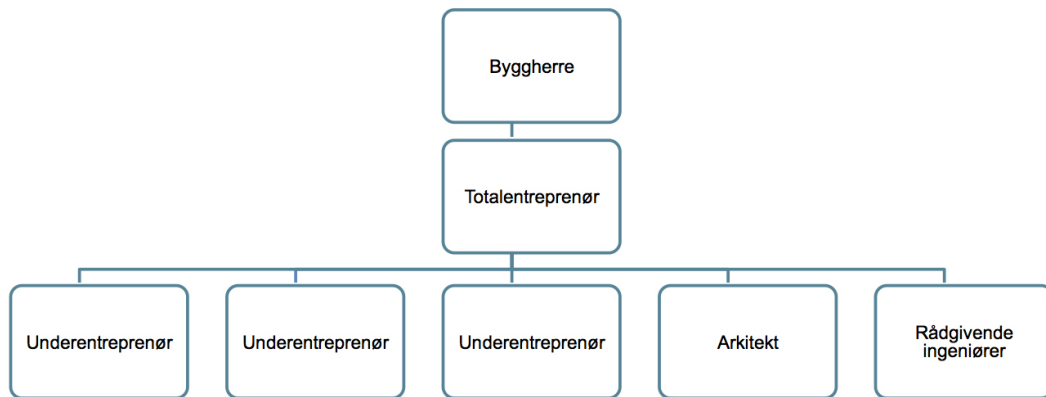 Byggherre
Totalentreprenør
Underentreprenør
Underentreprenør
Underentreprenør
Arkitekt
Rådgivende
ingeniører